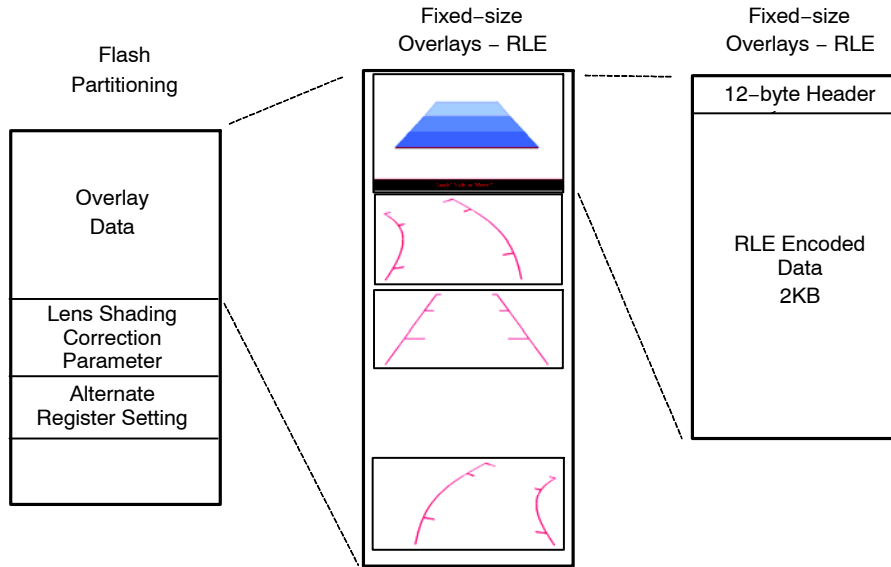 Flash
Partitioning
Overlay
Data
Lens Shading
Correction
Parameter
Alternate
Register Setting
Fixed−size
Overlays − RLE
Fixed−size
Overlays − RLE
12−byte Header
RLE Encoded
Data
2KB